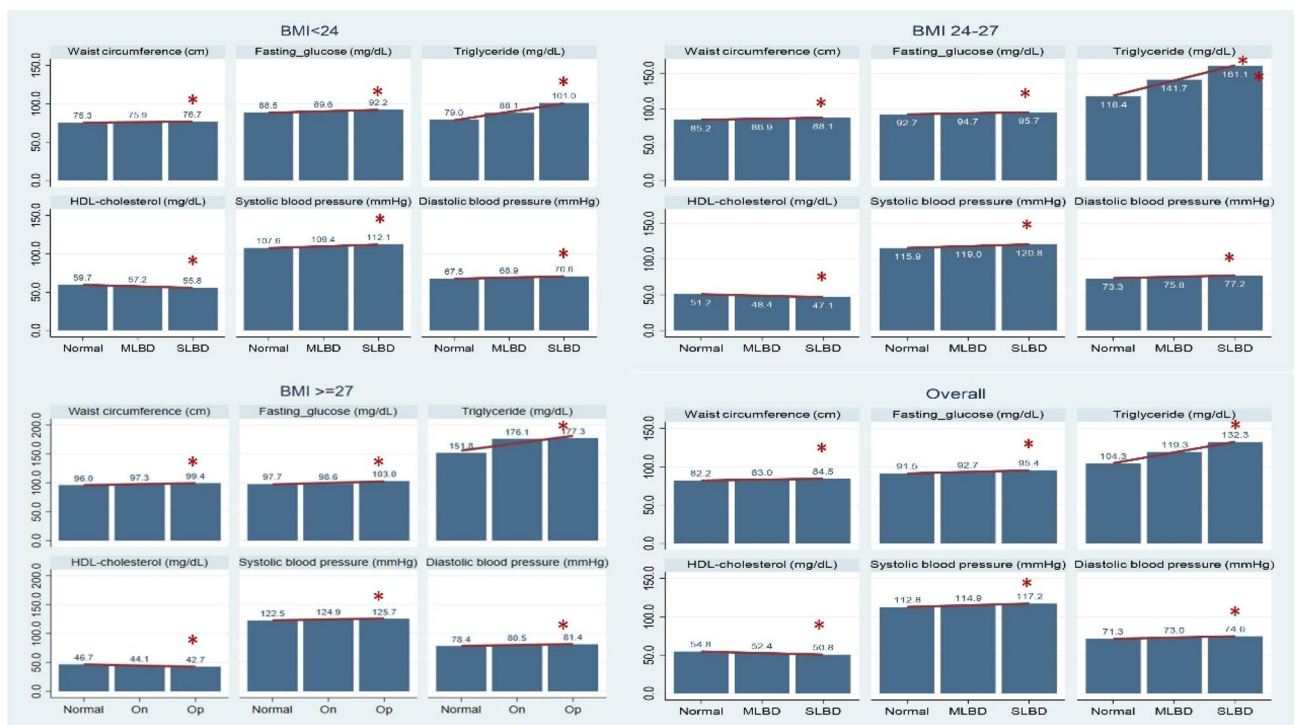 BMI<24
Waist circumference (cm) Fasting_glucose (mg/dL) Triglyceride (mg/dL)
0.0 50.0 100.0 150.0
75.3 75.9 76.7 *
88.5 89.6 92.2 *
79.0 88.1 101.0 *
HDL-cholesterol (mg/dL) Systolic blood pressure (mmHg) Diastolic blood pressure (mmHg)
0.0 50.0 100.0 150.0
59.7 57.2 55.8 *
107.6 109.4 112.1 *
67.5 68.9 70.6 *
Normal MLBD SLBD Normal MLBD SLBD Normal MLBD SLBD
BMI 24-27
Waist circumference (cm) Fasting_glucose (mg/dL) Triglyceride (mg/dL)
0.0 50.0 100.0 150.0
85.2 86.9 88.1 *
92.7 94.7 95.7 *
118.4 141.7 161.1 * *
HDL-cholesterol (mg/dL) Systolic blood pressure (mmHg) Diastolic blood pressure (mmHg)
0.0 50.0 100.0 150.0
51.2 48.4 47.1 *
115.9 119.0 120.8 *
73.3 75.8 77.2 *
Normal MLBD SLBD Normal MLBD SLBD Normal MLBD SLBD
BMI >=27
Waist circumference (cm) Fasting_glucose (mg/dL) Triglyceride (mg/dL)
0.0 50.0 100.0 150.0 200.0
96.0 97.3 99.4 *
97.7 98.6 103.0 *
151.8 176.1 177.3 *
HDL-cholesterol (mg/dL) Systolic blood pressure (mmHg) Diastolic blood pressure (mmHg)
0.0 50.0 100.0 150.0 200.0
46.7 44.1 42.7 *
122.5 124.9 125.7 *
78.4 80.5 81.4 *
Normal On Op Normal On Op Normal On Op
Overall
Waist circumference (cm) Fasting_glucose (mg/dL) Triglyceride (mg/dL)
0.0 50.0 100.0 150.0
82.2 83.0 84.5 *
91.5 92.7 95.4 *
104.3 119.3 132.3 *
HDL-cholesterol (mg/dL) Systolic blood pressure (mmHg) Diastolic blood pressure (mmHg)
0.0 50.0 100.0 150.0
54.8 52.4 50.8 *
112.8 114.9 117.2 *
71.3 73.0 74.6 *
Normal MLBD SLBD Normal MLBD SLBD Normal MLBD SLBD